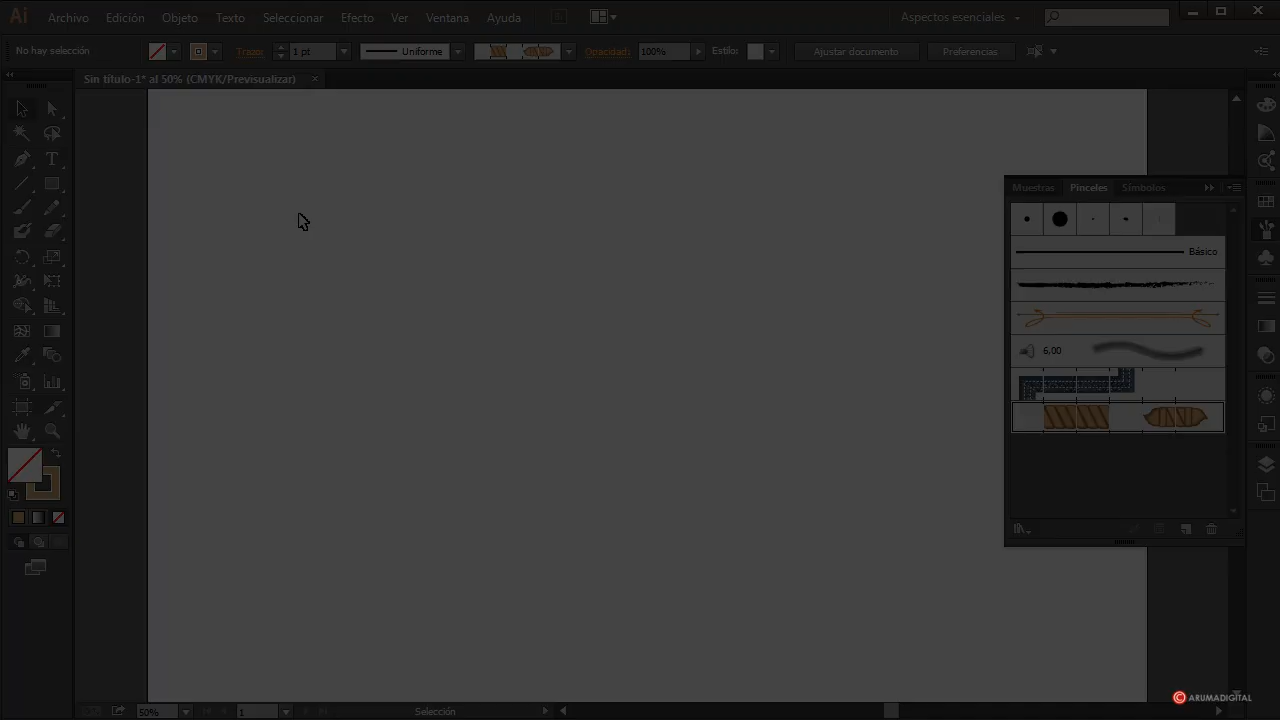 Ai Archivo Edición Objeto Texto Seleccionar Efecto Ver Ventana Ayuda Br Aspectos esenciales
No hay selección Trazo: 1 pt Uniforme Opacidad: 100% Estilo: Ajustar documento Preferencias
Sin título-1* al 50% (CMYK/Previsualizar)
Muestras Pinceles Símbolos
Básico
6,00
50% 1 Selección
© ARUMADIGITAL